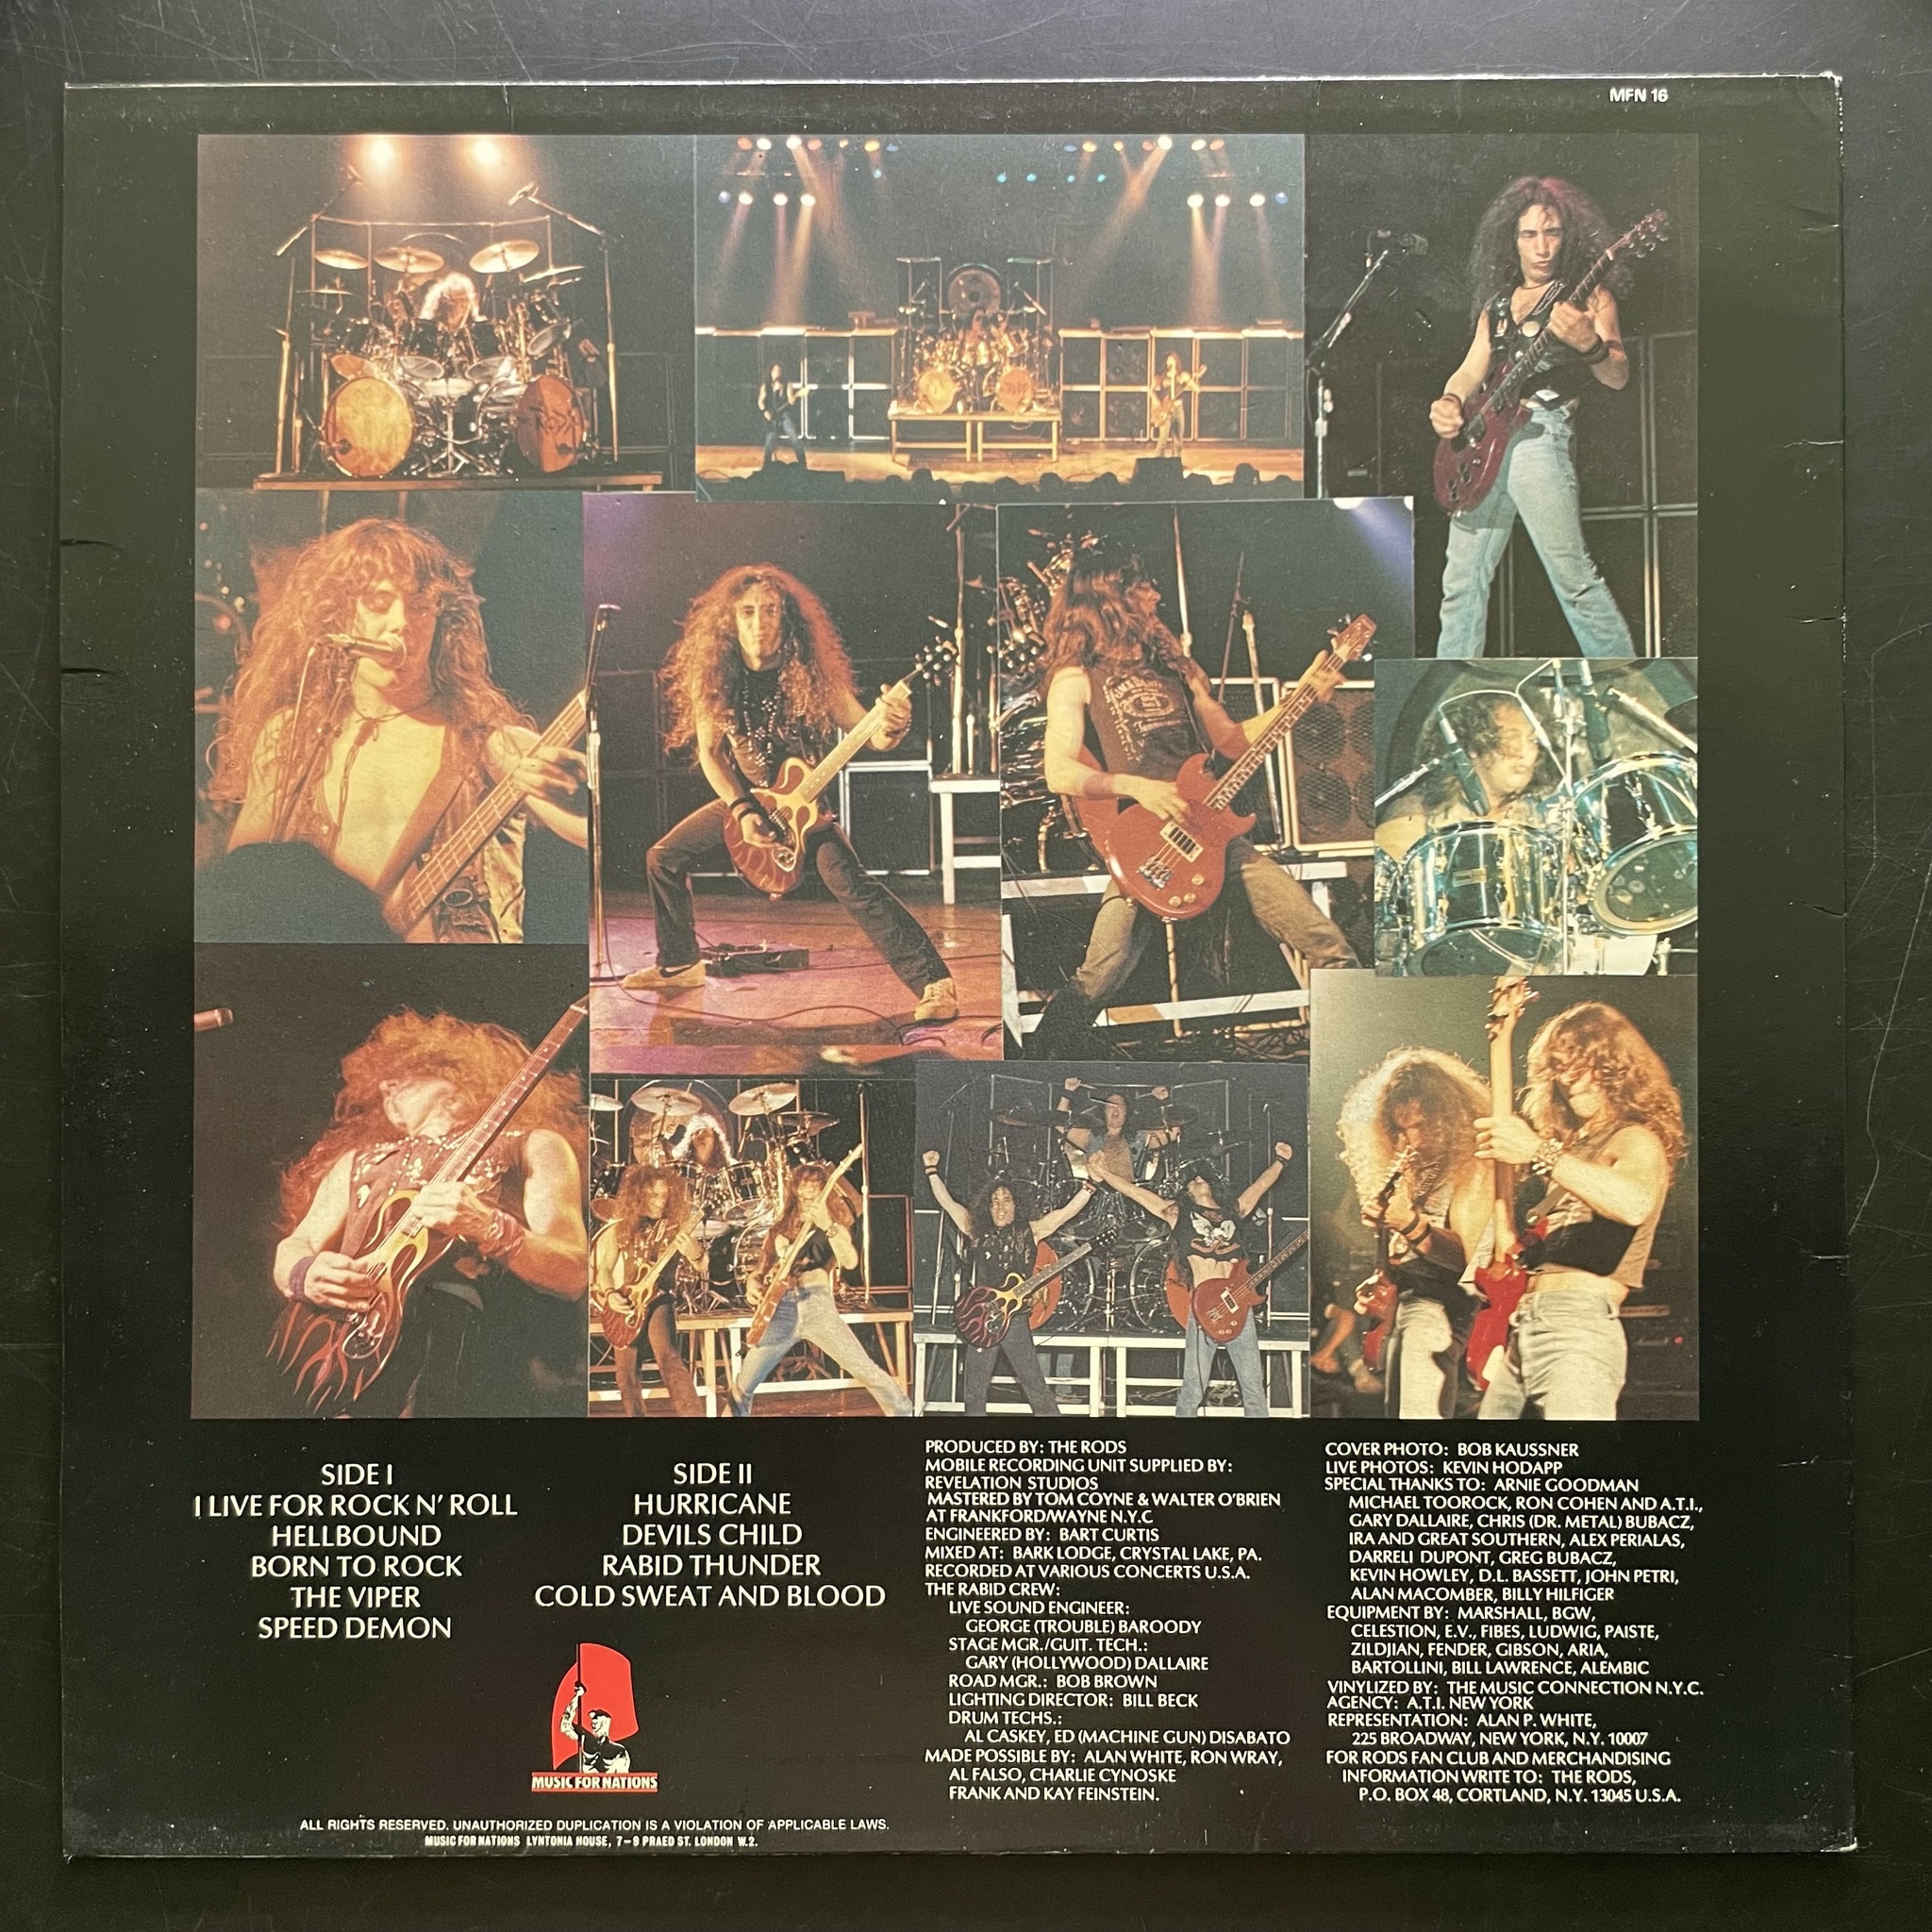 MFN 16
SIDE I
I LIVE FOR ROCK N' ROLL
HELLBOUND
BORN TO ROCK
THE VIPER
SPEED DEMON
SIDE II
HURRICANE
DEVILS CHILD
RABID THUNDER
COLD SWEAT AND BLOOD
MUSIC FOR NATIONS
ALL RIGHTS RESERVED. UNAUTHORIZED DUPLICATION IS A VIOLATION OF APPLICABLE LAWS.
MUSIC FOR NATIONS LYNTONIA HOUSE, 7-9 PRAED ST. LONDON W.2.
PRODUCED BY: THE RODS
MOBILE RECORDING UNIT SUPPLIED BY:
REVELATION STUDIOS
MASTERED BY TOM COYNE & WALTER O'BRIEN
AT FRANKFORD/WAYNE N.Y.C
ENGINEERED BY: BART CURTIS
MIXED AT: BARK LODGE, CRYSTAL LAKE, PA.
RECORDED AT VARIOUS CONCERTS U.S.A.
THE RABID CREW:
LIVE SOUND ENGINEER:
GEORGE (TROUBLE) BAROODY
STAGE MGR./GUIT. TECH.:
GARY (HOLLYWOOD) DALLAIRE
ROAD MGR.: BOB BROWN
LIGHTING DIRECTOR: BILL BECK
DRUM TECHS.:
AL CASKEY, ED (MACHINE GUN) DISABATO
MADE POSSIBLE BY: ALAN WHITE, RON WRAY,
AL FALSO, CHARLIE CYNOSKE
FRANK AND KAY FEINSTEIN.
COVER PHOTO: BOB KAUSSNER
LIVE PHOTOS: KEVIN HODAPP
SPECIAL THANKS TO: ARNIE GOODMAN
MICHAEL TOOROCK, RON COHEN AND A.T.I.,
GARY DALLAIRE, CHRIS (DR. METAL) BUBACZ,
IRA AND GREAT SOUTHERN, ALEX PERIALAS,
DARRELL DUPONT, GREG BUBACZ,
KEVIN HOWLEY, D.L. BASSETT, JOHN PETRI,
ALAN MACOMBER, BILLY HILFIGER
EQUIPMENT BY: MARSHALL, BGW,
CELESTION, E.V., FIBES, LUDWIG, PAISTE,
ZILDJIAN, FENDER, GIBSON, ARIA,
BARTOLLINI, BILL LAWRENCE, ALEMBIC
VINYLIZED BY: THE MUSIC CONNECTION N.Y.C.
AGENCY: A.T.I. NEW YORK
REPRESENTATION: ALAN P. WHITE,
225 BROADWAY, NEW YORK, N.Y. 10007
FOR RODS FAN CLUB AND MERCHANDISING
INFORMATION WRITE TO: THE RODS,
P.O. BOX 48, CORTLAND, N.Y. 13045 U.S.A.